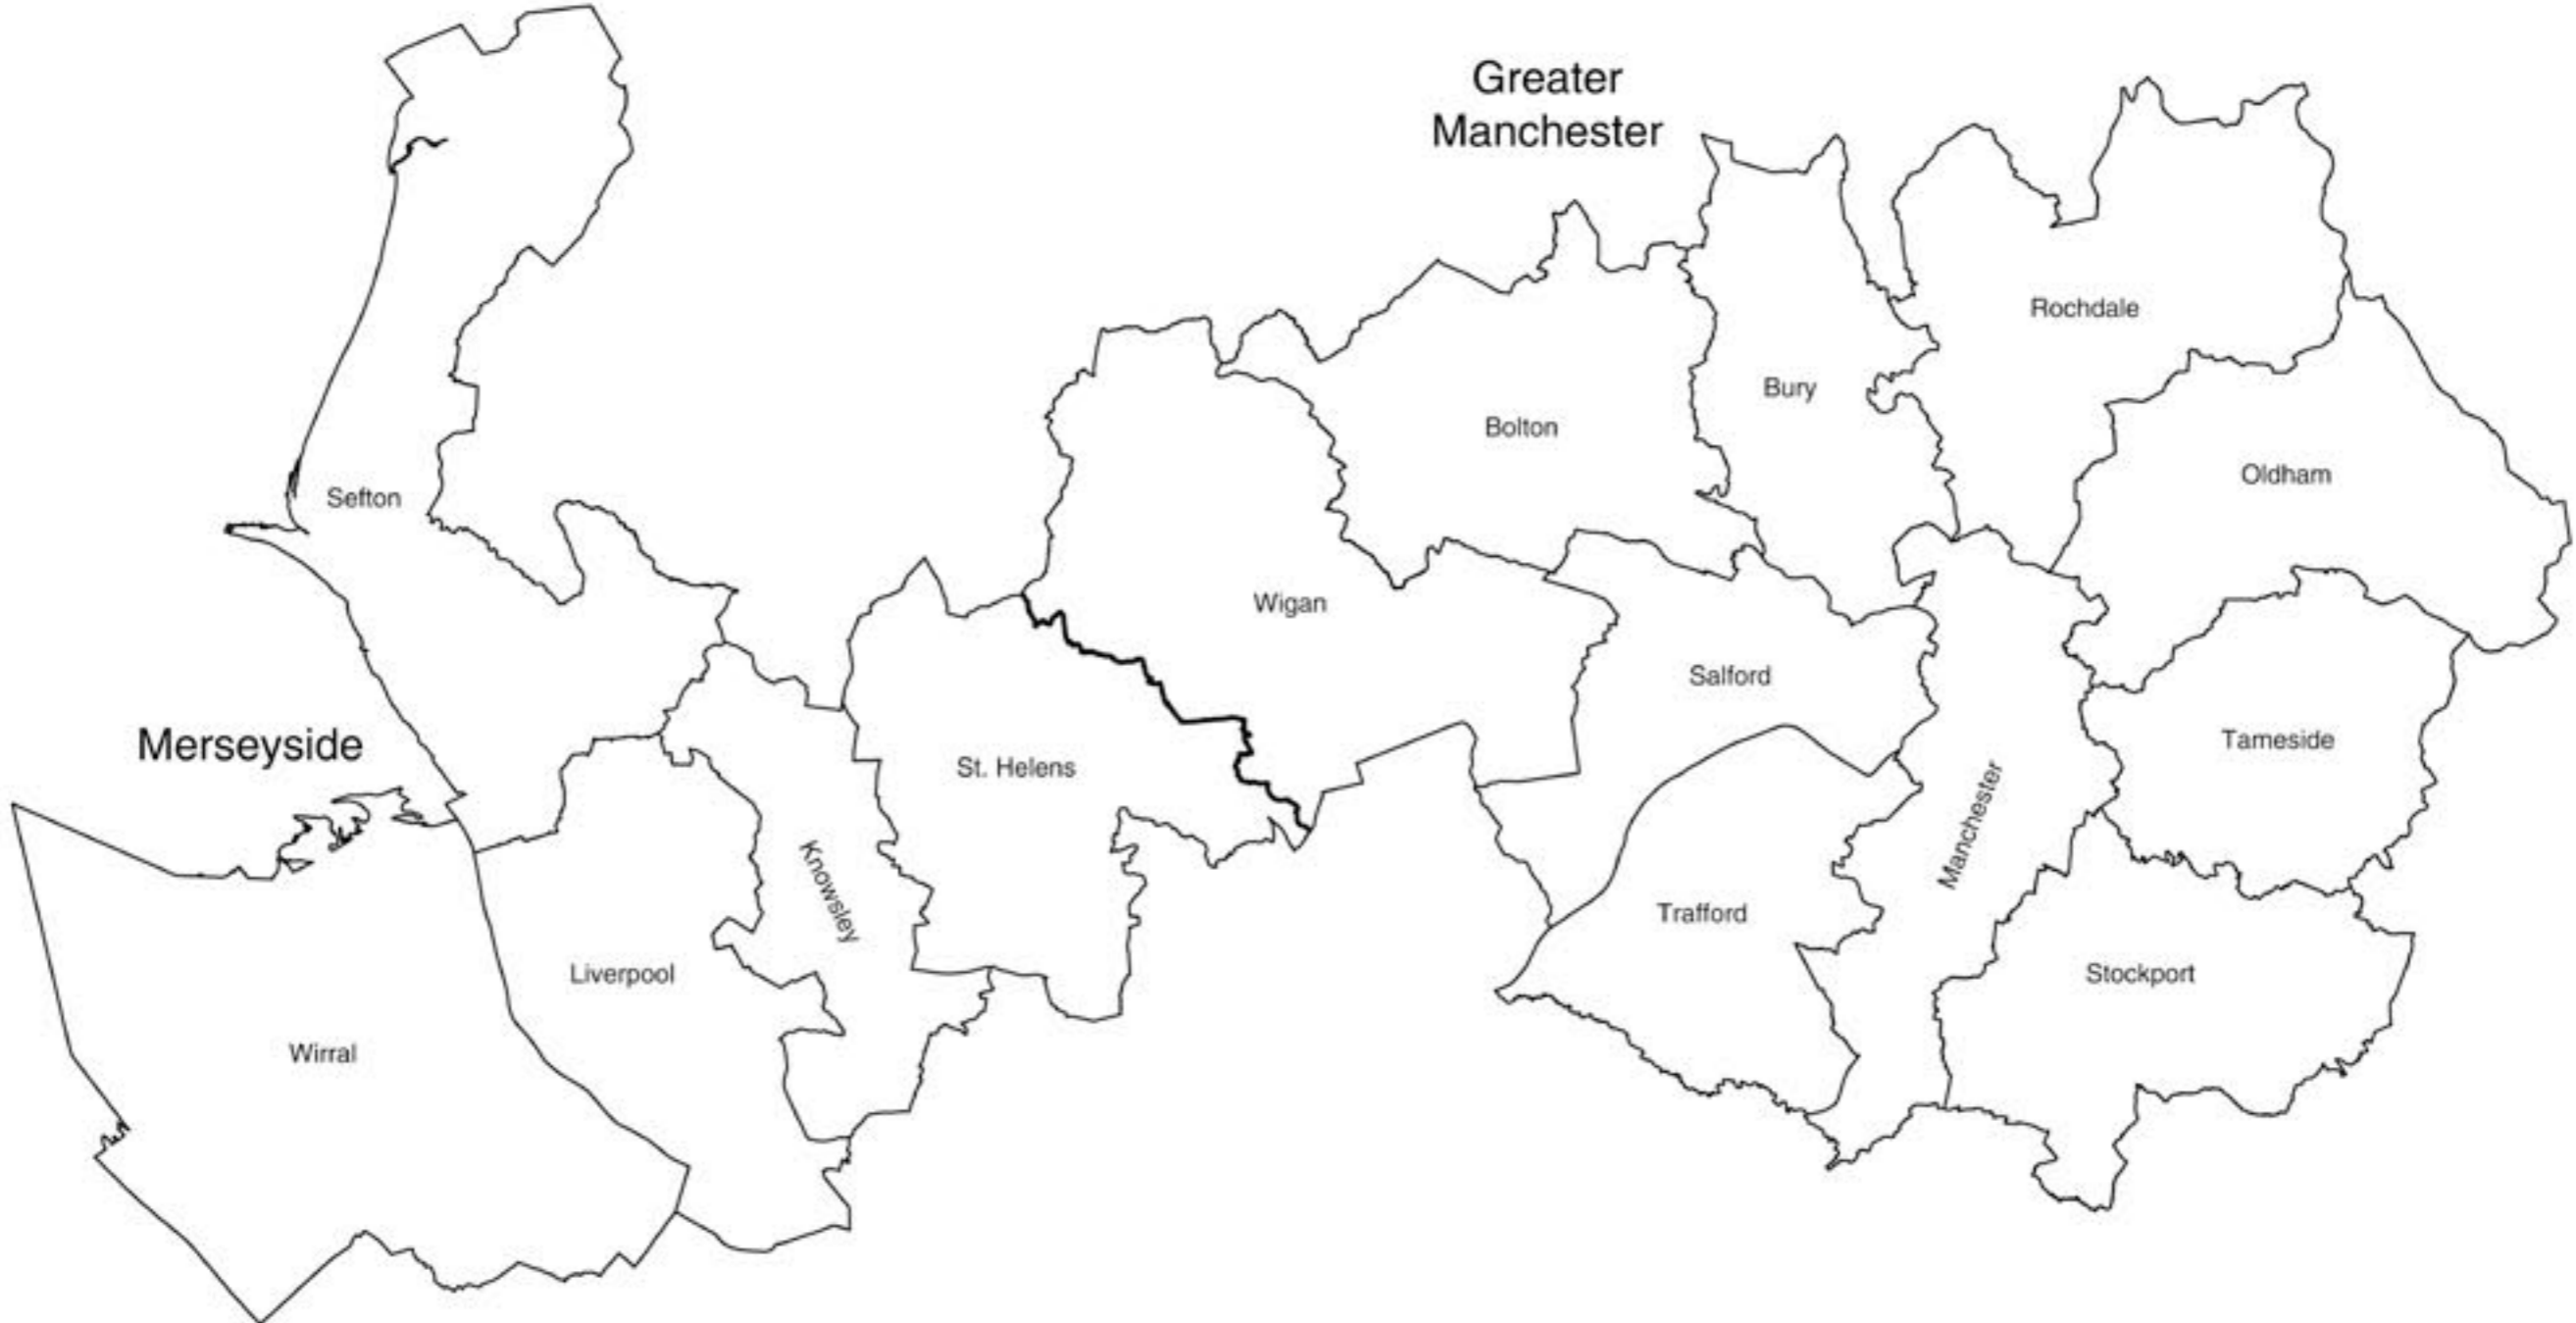 Greater
Manchester
Rochdale
Bury
Bolton
Oldham
Sefton
Wigan
Salford
Merseyside
Tameside
St. Helens
Manchester
Knowsley
Trafford
Liverpool
Stockport
Wirral